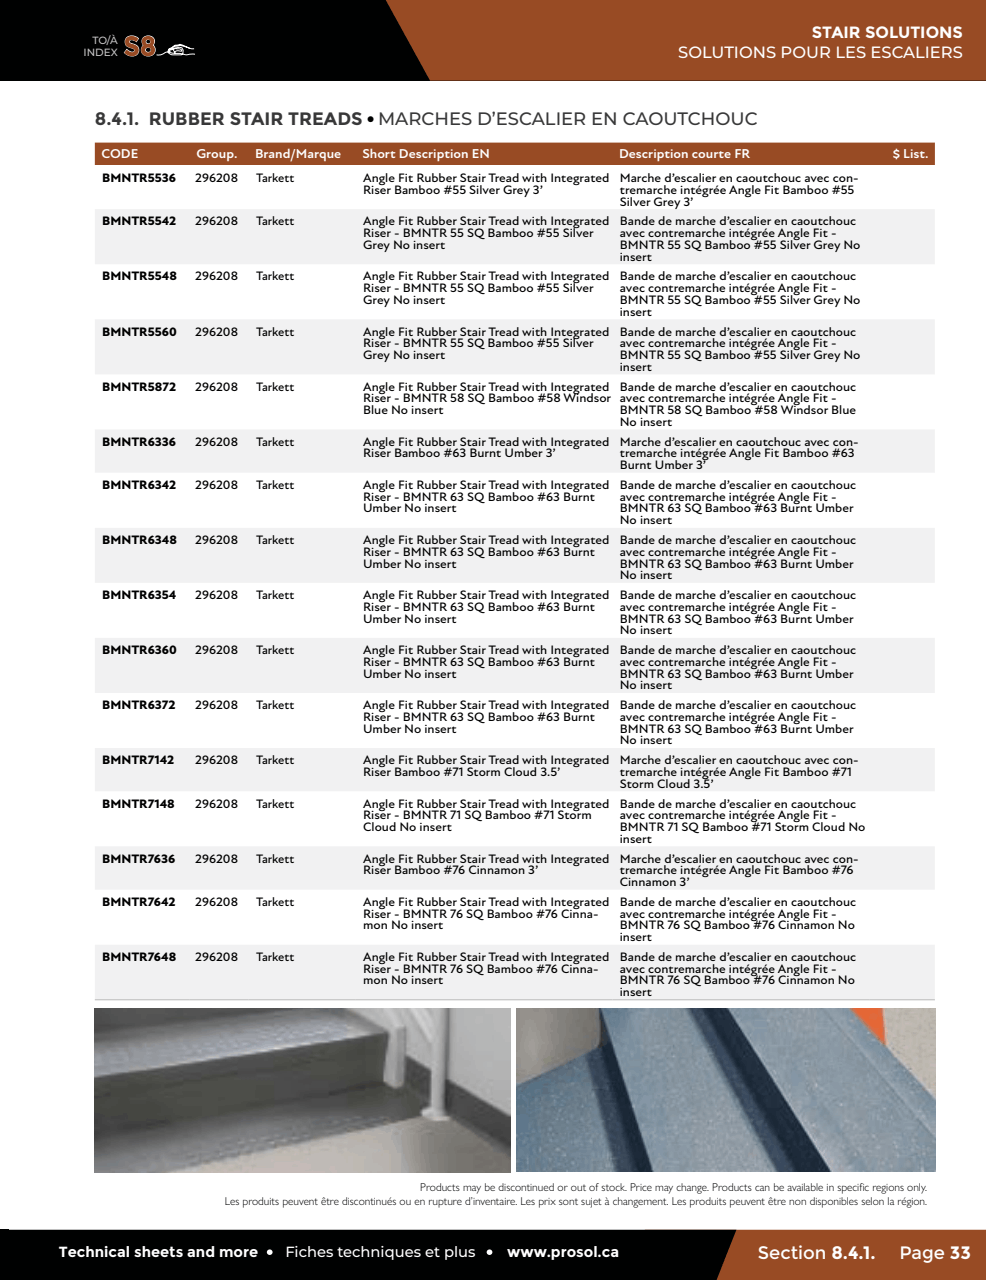 TO/À
INDEX S8
STAIR SOLUTIONS
SOLUTIONS POUR LES ESCALIERS
8.4.1. RUBBER STAIR TREADS • MARCHES D’ESCALIER EN CAOUTCHOUC
CODE Group. Brand/Marque Short Description EN Description courte FR $ List.
BMNTR5536 296208 Tarkett Angle Fit Rubber Stair Tread with Integrated Marche d’escalier en caoutchouc avec con-
Riser Bamboo #55 Silver Grey 3’ tremarche intégrée Angle Fit Bamboo #55
Silver Grey 3’
BMNTR5542 296208 Tarkett Angle Fit Rubber Stair Tread with Integrated Bande de marche d’escalier en caoutchouc
Riser - BMNTR 55 SQ Bamboo #55 Silver avec contremarche intégrée Angle Fit -
Grey No insert BMNTR 55 SQ Bamboo #55 Silver Grey No
insert
BMNTR5548 296208 Tarkett Angle Fit Rubber Stair Tread with Integrated Bande de marche d’escalier en caoutchouc
Riser - BMNTR 55 SQ Bamboo #55 Silver avec contremarche intégrée Angle Fit -
Grey No insert BMNTR 55 SQ Bamboo #55 Silver Grey No
insert
BMNTR5560 296208 Tarkett Angle Fit Rubber Stair Tread with Integrated Bande de marche d’escalier en caoutchouc
Riser - BMNTR 55 SQ Bamboo #55 Silver avec contremarche intégrée Angle Fit -
Grey No insert BMNTR 55 SQ Bamboo #55 Silver Grey No
insert
BMNTR5872 296208 Tarkett Angle Fit Rubber Stair Tread with Integrated Bande de marche d’escalier en caoutchouc
Riser - BMNTR 58 SQ Bamboo #58 Windsor avec contremarche intégrée Angle Fit -
Blue No insert BMNTR 58 SQ Bamboo #58 Windsor Blue
No insert
BMNTR6336 296208 Tarkett Angle Fit Rubber Stair Tread with Integrated Marche d’escalier en caoutchouc avec con-
Riser Bamboo #63 Burnt Umber 3’ tremarche intégrée Angle Fit Bamboo #63
Burnt Umber 3’
BMNTR6342 296208 Tarkett Angle Fit Rubber Stair Tread with Integrated Bande de marche d’escalier en caoutchouc
Riser - BMNTR 63 SQ Bamboo #63 Burnt avec contremarche intégrée Angle Fit -
Umber No insert BMNTR 63 SQ Bamboo #63 Burnt Umber
No insert
BMNTR6348 296208 Tarkett Angle Fit Rubber Stair Tread with Integrated Bande de marche d’escalier en caoutchouc
Riser - BMNTR 63 SQ Bamboo #63 Burnt avec contremarche intégrée Angle Fit -
Umber No insert BMNTR 63 SQ Bamboo #63 Burnt Umber
No insert
BMNTR6354 296208 Tarkett Angle Fit Rubber Stair Tread with Integrated Bande de marche d’escalier en caoutchouc
Riser - BMNTR 63 SQ Bamboo #63 Burnt avec contremarche intégrée Angle Fit -
Umber No insert BMNTR 63 SQ Bamboo #63 Burnt Umber
No insert
BMNTR6360 296208 Tarkett Angle Fit Rubber Stair Tread with Integrated Bande de marche d’escalier en caoutchouc
Riser - BMNTR 63 SQ Bamboo #63 Burnt avec contremarche intégrée Angle Fit -
Umber No insert BMNTR 63 SQ Bamboo #63 Burnt Umber
No insert
BMNTR6372 296208 Tarkett Angle Fit Rubber Stair Tread with Integrated Bande de marche d’escalier en caoutchouc
Riser - BMNTR 63 SQ Bamboo #63 Burnt avec contremarche intégrée Angle Fit -
Umber No insert BMNTR 63 SQ Bamboo #63 Burnt Umber
No insert
BMNTR7142 296208 Tarkett Angle Fit Rubber Stair Tread with Integrated Marche d’escalier en caoutchouc avec con-
Riser Bamboo #71 Storm Cloud 3.5’ tremarche intégrée Angle Fit Bamboo #71
Storm Cloud 3.5’
BMNTR7148 296208 Tarkett Angle Fit Rubber Stair Tread with Integrated Bande de marche d’escalier en caoutchouc
Riser - BMNTR 71 SQ Bamboo #71 Storm avec contremarche intégrée Angle Fit -
Cloud No insert BMNTR 71 SQ Bamboo #71 Storm Cloud No
insert
BMNTR7636 296208 Tarkett Angle Fit Rubber Stair Tread with Integrated Marche d’escalier en caoutchouc avec con-
Riser Bamboo #76 Cinnamon 3’ tremarche intégrée Angle Fit Bamboo #76
Cinnamon 3’
BMNTR7642 296208 Tarkett Angle Fit Rubber Stair Tread with Integrated Bande de marche d’escalier en caoutchouc
Riser - BMNTR 76 SQ Bamboo #76 Cinna- avec contremarche intégrée Angle Fit -
mon No insert BMNTR 76 SQ Bamboo #76 Cinnamon No
insert
BMNTR7648 296208 Tarkett Angle Fit Rubber Stair Tread with Integrated Bande de marche d’escalier en caoutchouc
Riser - BMNTR 76 SQ Bamboo #76 Cinna- avec contremarche intégrée Angle Fit -
mon No insert BMNTR 76 SQ Bamboo #76 Cinnamon No
insert
Products may be discontinued or out of stock. Price may change. Products can be available in specific regions only.
Les produits peuvent être discontinués ou en rupture d’inventaire. Les prix sont sujet à changement. Les produits peuvent être non disponibles selon la région.
Technical sheets and more • Fiches techniques et plus • www.prosol.ca
Section 8.4.1. Page 33